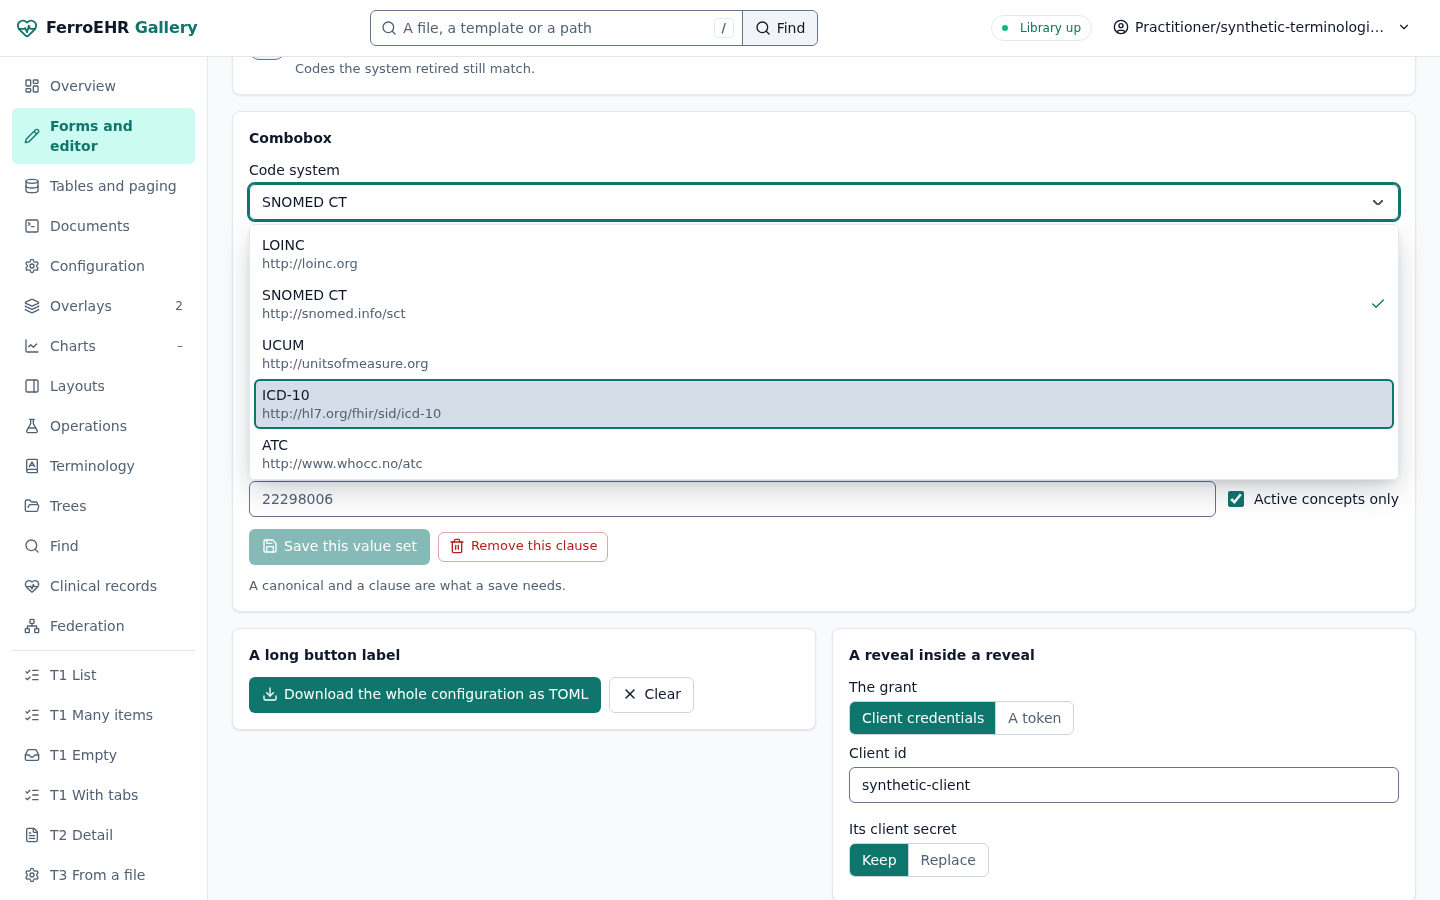 FerroEHR Gallery
A file, a template or a path
/
Find
Library up
Practitioner/synthetic-terminologi...
Overview
Forms and
editor
Tables and paging
Documents
Configuration
Overlays
2
Charts
–
Layouts
Operations
Terminology
Trees
Find
Clinical records
Federation
T1 List
T1 Many items
T1 Empty
T1 With tabs
T2 Detail
T3 From a file
Codes the system retired still match.
Combobox
Code system
SNOMED CT
LOINC
http://loinc.org
SNOMED CT
http://snomed.info/sct
UCUM
http://unitsofmeasure.org
ICD-10
http://hl7.org/fhir/sid/icd-10
ATC
http://www.whocc.no/atc
22298006
Active concepts only
Save this value set
Remove this clause
A canonical and a clause are what a save needs.
A long button label
Download the whole configuration as TOML
Clear
A reveal inside a reveal
The grant
Client credentials
A token
Client id
synthetic-client
Its client secret
Keep
Replace